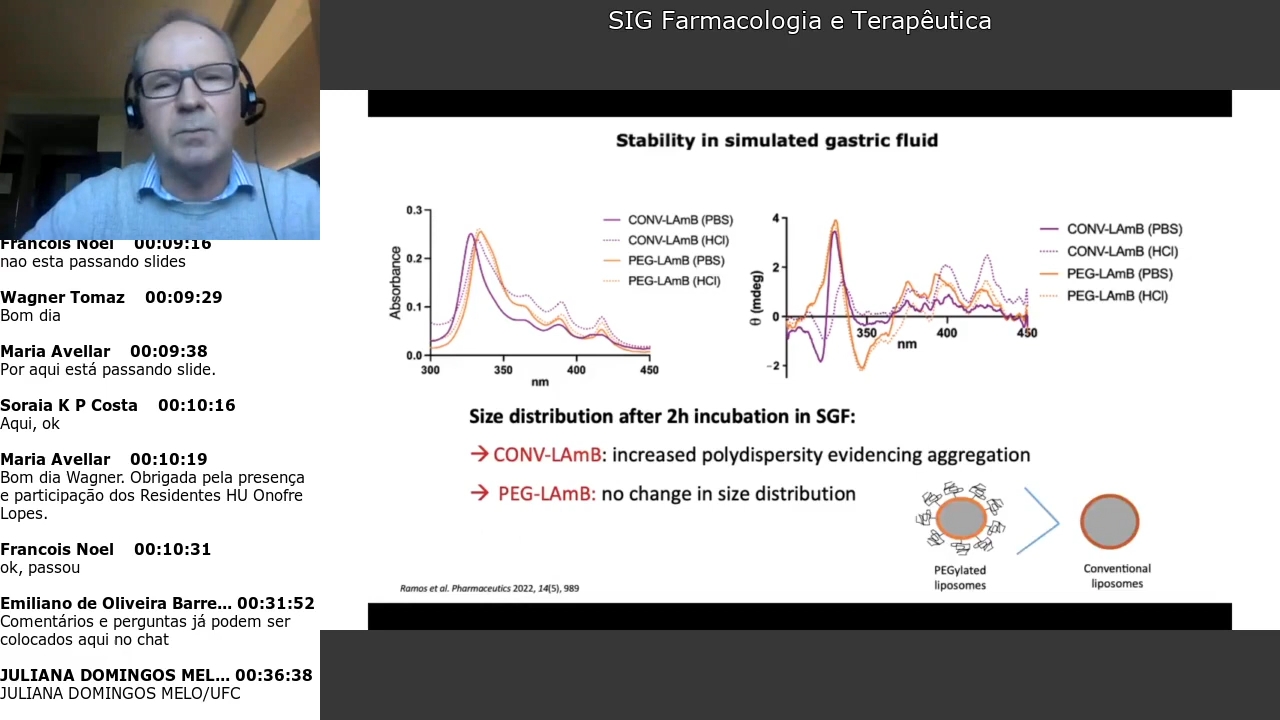 SIG Farmacologia e Terapêutica
Francois Noel 00:09:16
nao esta passando slides
Wagner Tomaz 00:09:29
Bom dia
Maria Avellar 00:09:38
Por aqui está passando slide.
Soraia K P Costa 00:10:16
Aqui, ok
Maria Avellar 00:10:19
Bom dia Wagner. Obrigada pela presença
e participação dos Residentes HU Onofre
Lopes.
Francois Noel 00:10:31
ok, passou
Emiliano de Oliveira Barre... 00:31:52
Comentários e perguntas já podem ser
colocados aqui no chat
JULIANA DOMINGOS MEL... 00:36:38
JULIANA DOMINGOS MELO/UFC
Stability in simulated gastric fluid
Absorbance
0.3
0.2
0.1
0.0
300 350 400 450
nm
CONV-LAmB (PBS)
CONV-LAmB (HCl)
PEG-LAmB (PBS)
PEG-LAmB (HCl)
θ (mdeg)
4
2
0
−2
350 400 450
nm
CONV-LAmB (PBS)
CONV-LAmB (HCl)
PEG-LAmB (PBS)
PEG-LAmB (HCl)
Size distribution after 2h incubation in SGF:
→ CONV-LAmB: increased polydispersity evidencing aggregation
→ PEG-LAmB: no change in size distribution
PEGylated
liposomes
Conventional
liposomes
Ramos et al. Pharmaceutics 2022, 14(5), 989